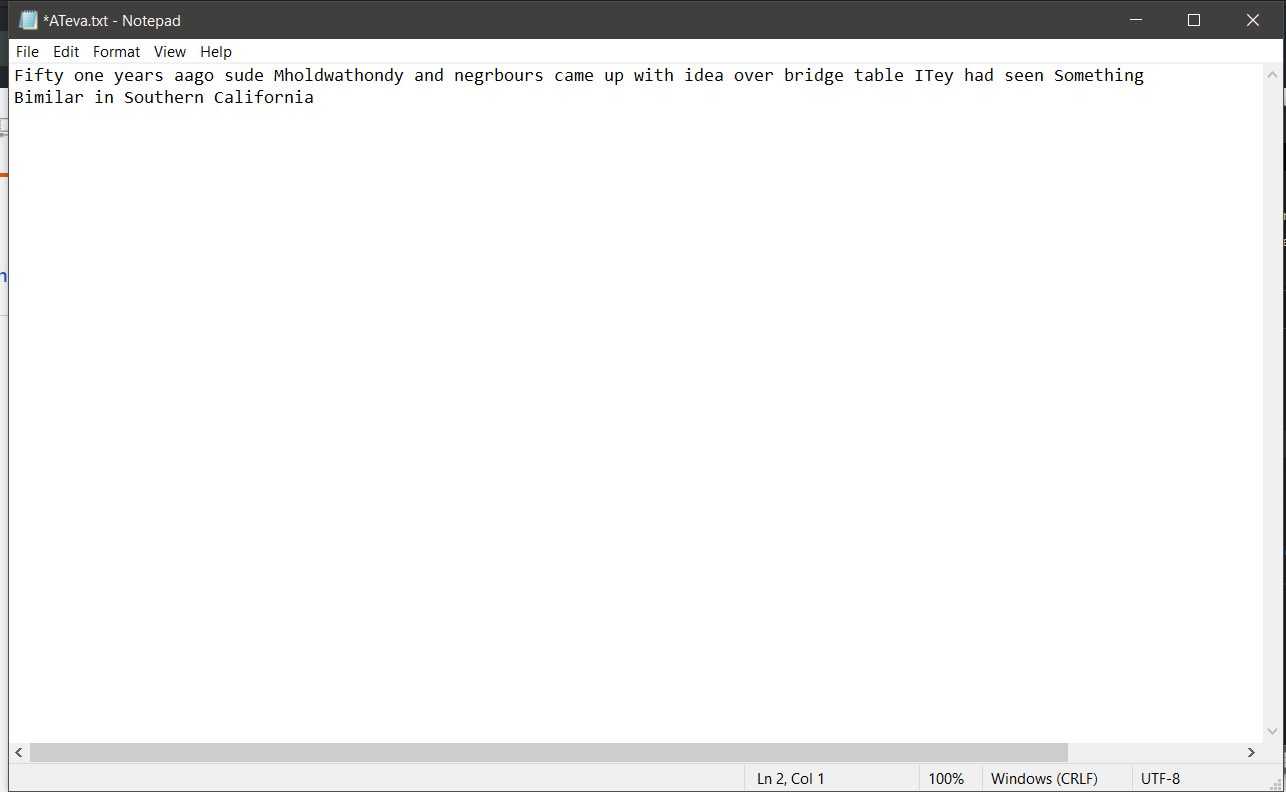 *ATeva.txt - Notepad
File Edit Format View Help
Fifty one years aago sude Mholdwathondy and negrbours came up with idea over bridge table ITey had seen Something
Bimilar in Southern California
Ln 2, Col 1 100% Windows (CRLF) UTF-8